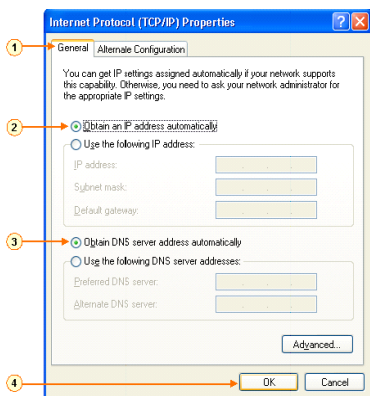 Internet Protocol (TCP/IP) Properties
?
1
General
Alternate Configuration
You can get IP settings assigned automatically if your network supports
this capability. Otherwise, you need to ask your network administrator for
the appropriate IP settings.
2
Obtain an IP address automatically
Use the following IP address:
IP address:
Subnet mask:
Default gateway:
3
Obtain DNS server address automatically
Use the following DNS server addresses:
Preferred DNS server:
Alternate DNS server:
Advanced...
4
OK
Cancel